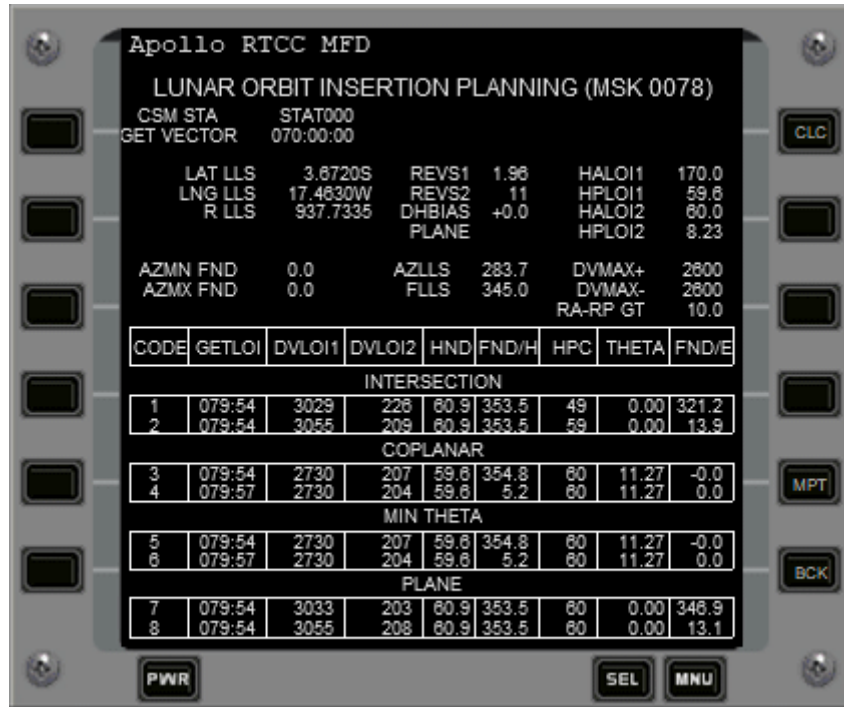 Apollo RTCC MFD
LUNAR ORBIT INSERTION PLANNING (MSK 0078)
CSM STA STAT000
GET VECTOR 070:00:00
CLC
LAT LLS 3.6720S REVS1 1.96 HALOI1 170.0
LNG LLS 17.4630W REVS2 11 HPLOI1 59.6
R LLS 937.7335 DHBIAS +0.0 HALOI2 60.0
PLANE HPLOI2 8.23
AZMN FND 0.0 AZLLS 283.7 DVMAX+ 2600
AZMX FND 0.0 FLLS 345.0 DVMAX- 2600
RA-RP GT 10.0
CODE GETLOI DVLOI1 DVLOI2 HND FND/H HPC THETA FND/E
INTERSECTION
1 079:54 3029 226 60.9 353.5 49 0.00 321.2
2 079:54 3055 209 60.9 353.5 59 0.00 13.9
COPLANAR
3 079:54 2730 207 59.6 354.8 60 11.27 -0.0
4 079:57 2730 204 59.6 5.2 60 11.27 0.0
MPT
MIN THETA
5 079:54 2730 207 59.6 354.8 60 11.27 -0.0
6 079:57 2730 204 59.6 5.2 60 11.27 0.0
BCK
PLANE
7 079:54 3033 203 60.9 353.5 60 0.00 346.9
8 079:54 3055 208 60.9 353.5 60 0.00 13.1
PWR SEL MNU